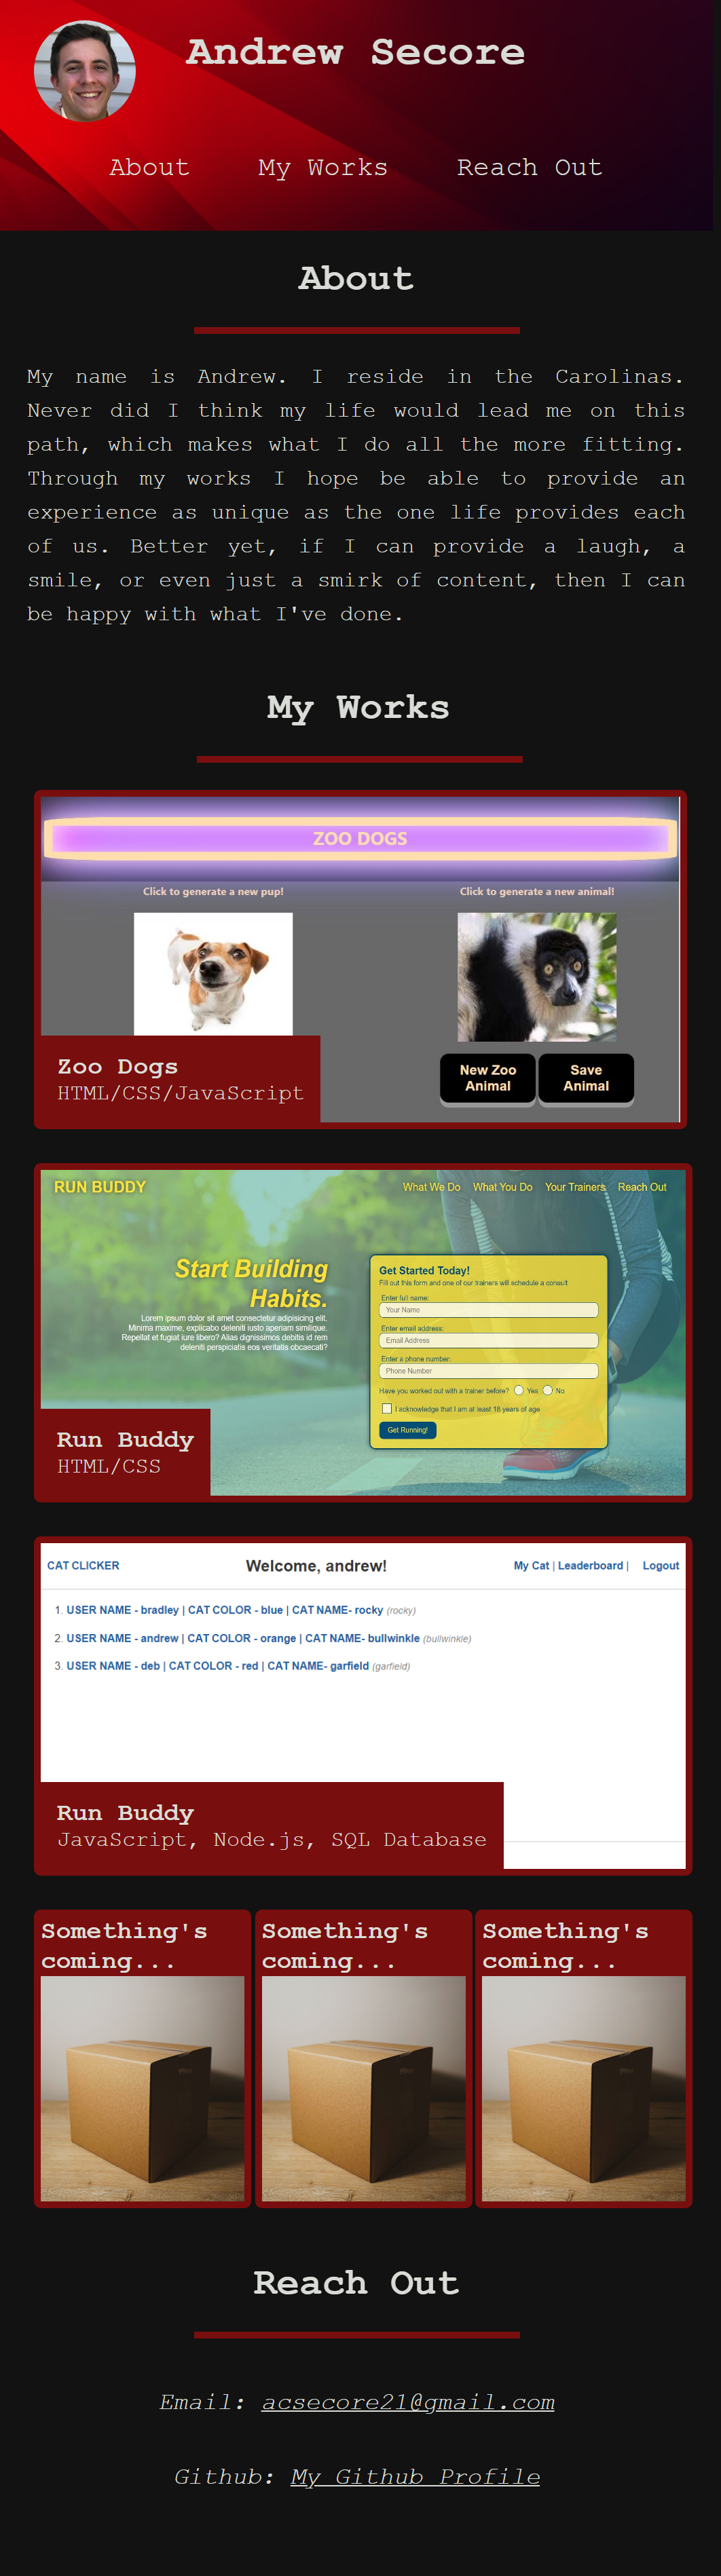 Andrew Secore
About
My Works
Reach Out
About
My name is Andrew. I reside in the Carolinas.
Never did I think my life would lead me on this
path, which makes what I do all the more fitting.
Through my works I hope be able to provide an
experience as unique as the one life provides each
of us. Better yet, if I can provide a laugh, a
smile, or even just a smirk of content, then I can
be happy with what I've done.
My Works
ZOO DOGS
Click to generate a new pup!
Click to generate a new animal!
New Zoo
Animal
Save
Animal
Zoo Dogs
HTML/CSS/JavaScript
RUN BUDDY
What We Do
What You Do
Your Trainers
Reach Out
Start Building
Habits.
Lorem ipsum dolor sit amet consectetur adipisicing elit.
Minima maxime, explicabo deleniti iusto aperiam similique.
Repellat et fugiat iure libero? Alias dignissimos debitis id rem
deleniti perspiciatis eos veritatis obcaecati?
Get Started Today!
Fill out this form and one of our trainers will schedule a consult
Enter full name:
Your Name
Enter email address:
Email Address
Enter a phone number:
Phone Number
Have you worked out with a trainer before? Yes No
I acknowledge that I am at least 18 years of age
Get Running!
Run Buddy
HTML/CSS
CAT CLICKER
Welcome, andrew!
My Cat | Leaderboard | Logout
1. USER NAME - bradley | CAT COLOR - blue | CAT NAME- rocky (rocky)
2. USER NAME - andrew | CAT COLOR - orange | CAT NAME- bullwinkle (bullwinkle)
3. USER NAME - deb | CAT COLOR - red | CAT NAME- garfield (garfield)
Run Buddy
JavaScript, Node.js, SQL Database
Something's
coming...
Something's
coming...
Something's
coming...
Reach Out
Email: acsecore21@gmail.com
Github: My Github Profile